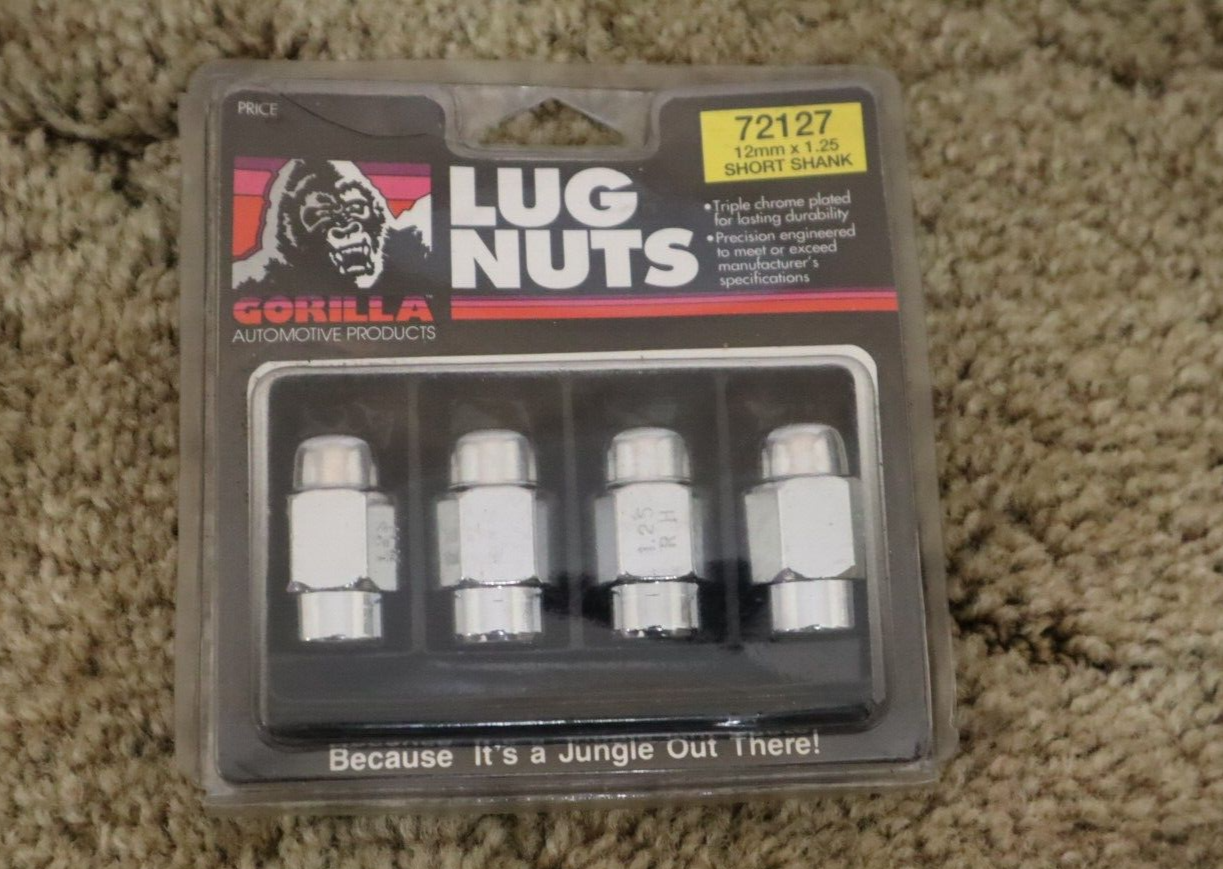 PRICE
72127
12mm x 1.25
SHORT SHANK
LUG
NUTS
•Triple chrome plated
for lasting durability
•Precision engineered
to meet or exceed
manufacturer's
specifications
GORILLA™
AUTOMOTIVE PRODUCTS
1.25
R H
Because It's a Jungle Out There!